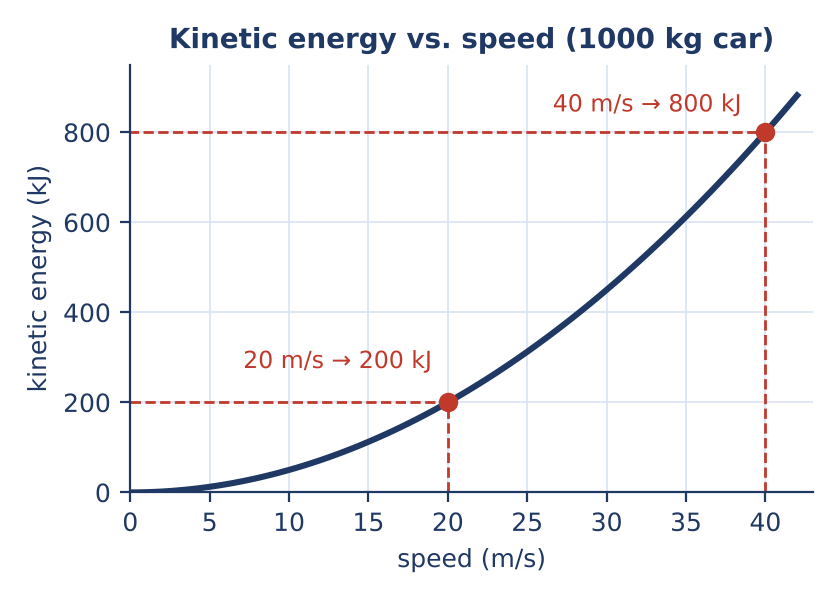 Kinetic energy vs. speed (1000 kg car)
40 m/s → 800 kJ
800
600
kinetic energy (kJ)
400
20 m/s → 200 kJ
200
0
0 5 10 15 20 25 30 35 40
speed (m/s)